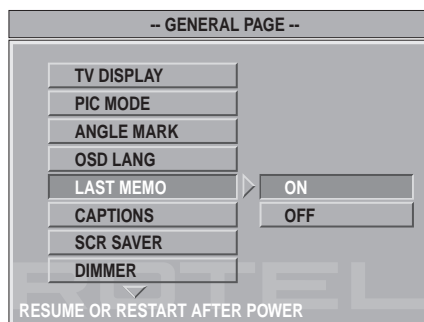 -- GENERAL PAGE --
TV DISPLAY
PIC MODE
ANGLE MARK
OSD LANG
LAST MEMO ON
CAPTIONS OFF
SCR SAVER
DIMMER
ROTEL
RESUME OR RESTART AFTER POWER